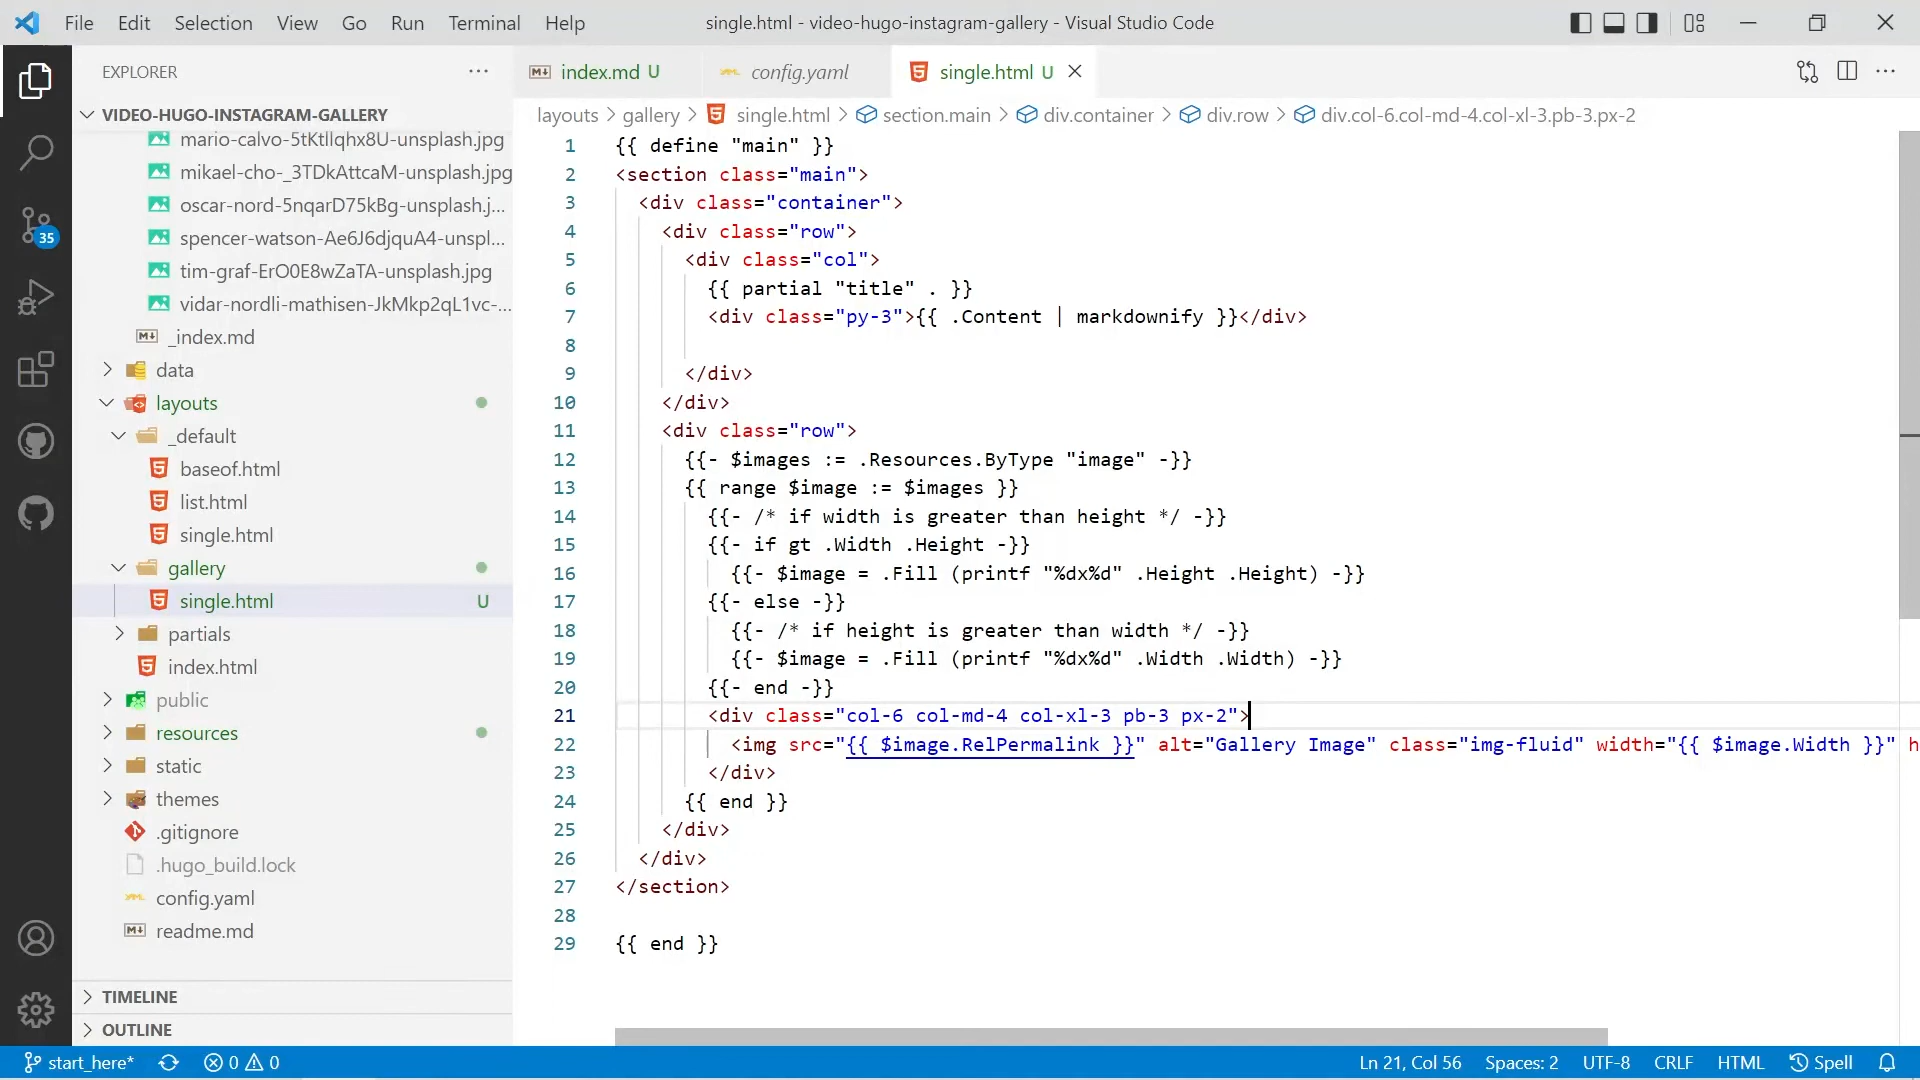 File Edit Selection View Go Run Terminal Help single.html - video-hugo-instagram-gallery - Visual Studio Code
EXPLORER ...
index.md U config.yaml single.html U
VIDEO-HUGO-INSTAGRAM-GALLERY
layouts > gallery > single.html > section.main > div.container > div.row > div.col-6.col-md-4.col-xl-3.pb-3.px-2
mario-calvo-5tKtllqhx8U-unsplash.jpg
mikael-cho-_3TDkAttcaM-unsplash.jpg
oscar-nord-5nqarD75kBg-unsplash.j...
spencer-watson-Ae6J6djquA4-unspl...
tim-graf-ErO0E8wZaTA-unsplash.jpg
vidar-nordli-mathisen-JkMkp2qL1vc-...
_index.md
data
layouts
_default
baseof.html
list.html
single.html
gallery
single.html U
partials
index.html
public
resources
static
themes
.gitignore
.hugo_build.lock
config.yaml
readme.md
TIMELINE
OUTLINE
35
1 {{ define "main" }}
2 <section class="main">
3 <div class="container">
4 <div class="row">
5 <div class="col">
6 {{ partial "title" . }}
7 <div class="py-3">{{ .Content | markdownify }}</div>
8
9 </div>
10 </div>
11 <div class="row">
12 {{- $images := .Resources.ByType "image" -}}
13 {{ range $image := $images }}
14 {{- /* if width is greater than height */ -}}
15 {{- if gt .Width .Height -}}
16 {{- $image = .Fill (printf "%dx%d" .Height .Height) -}}
17 {{- else -}}
18 {{- /* if height is greater than width */ -}}
19 {{- $image = .Fill (printf "%dx%d" .Width .Width) -}}
20 {{- end -}}
21 <div class="col-6 col-md-4 col-xl-3 pb-3 px-2">
22 <img src="{{ $image.RelPermalink }}" alt="Gallery Image" class="img-fluid" width="{{ $image.Width }}" h
23 </div>
24 {{ end }}
25 </div>
26 </div>
27 </section>
28
29 {{ end }}
start_here* 0 0 Ln 21, Col 56 Spaces: 2 UTF-8 CRLF HTML Spell